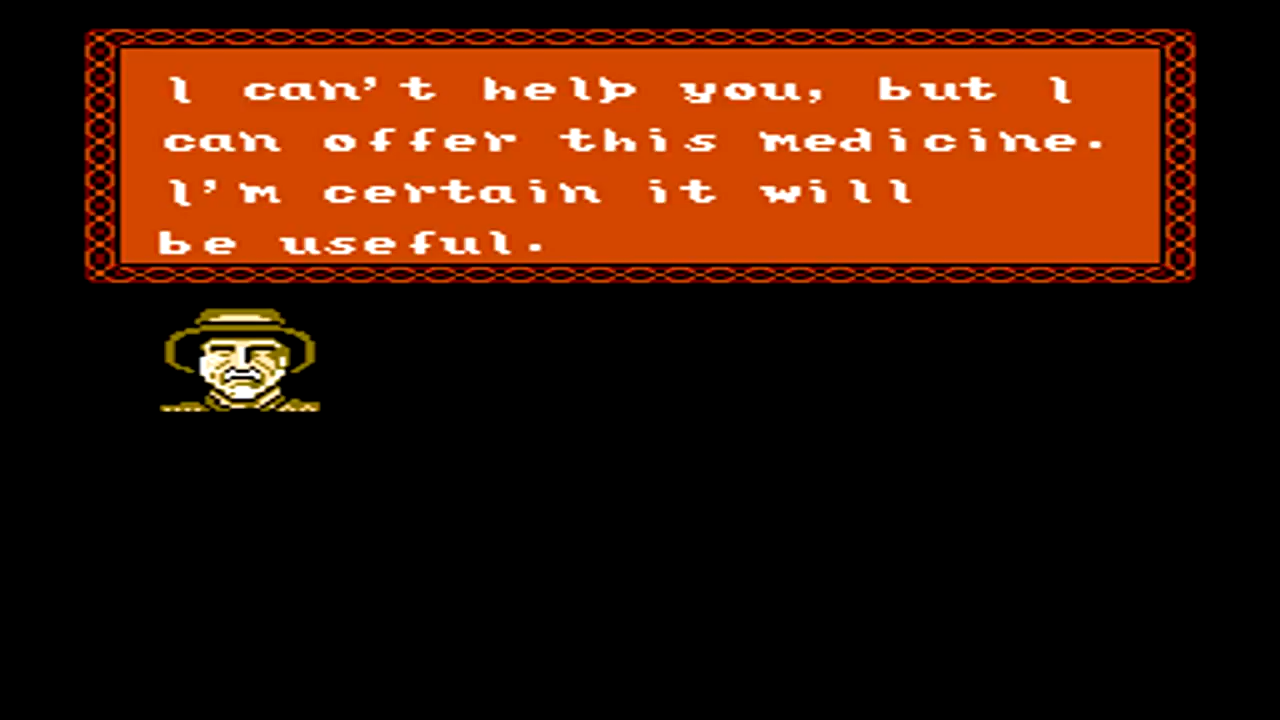 I can't help you, but I
can offer this medicine.
I'm certain it will
be useful.